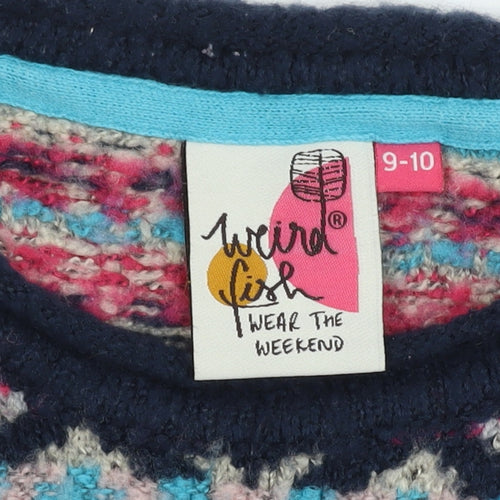 9-10
weird®
fish
WEAR THE
WEEKEND